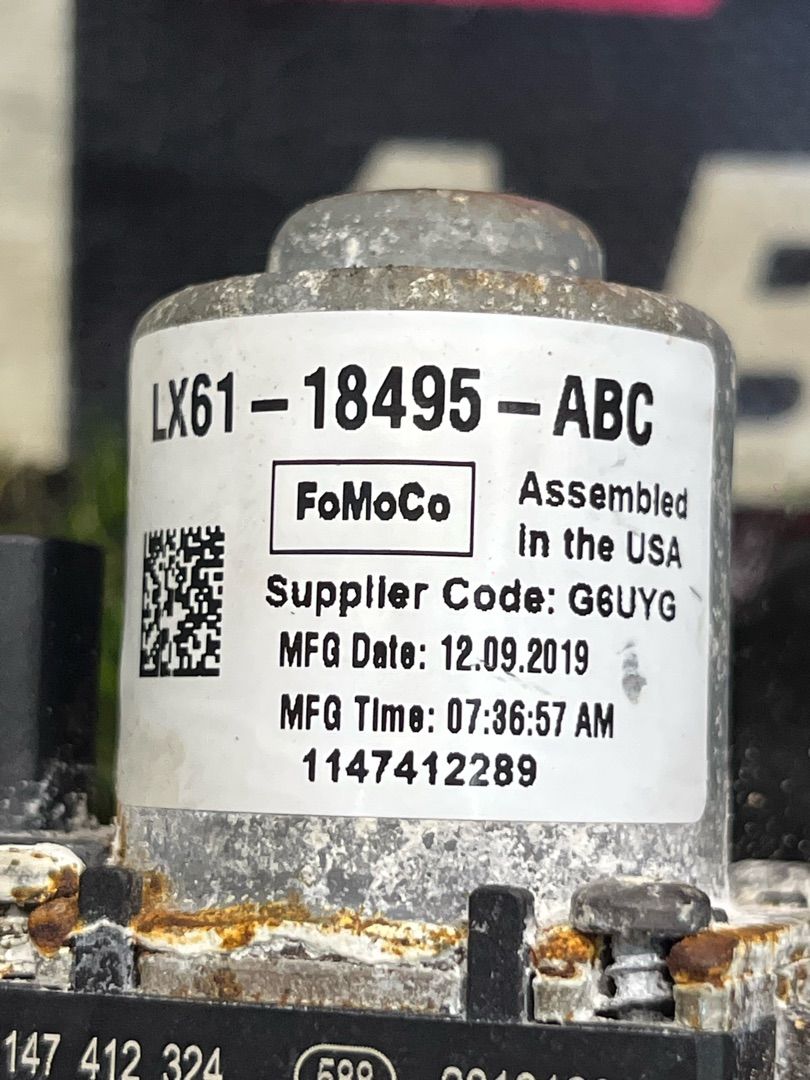 LX61-18495-ABC
FoMoCo
Assembled
in the USA
Supplier Code: G6UYG
MFG Date: 12.09.2019
MFG Time: 07:36:57 AM
1147412289
147 412 324